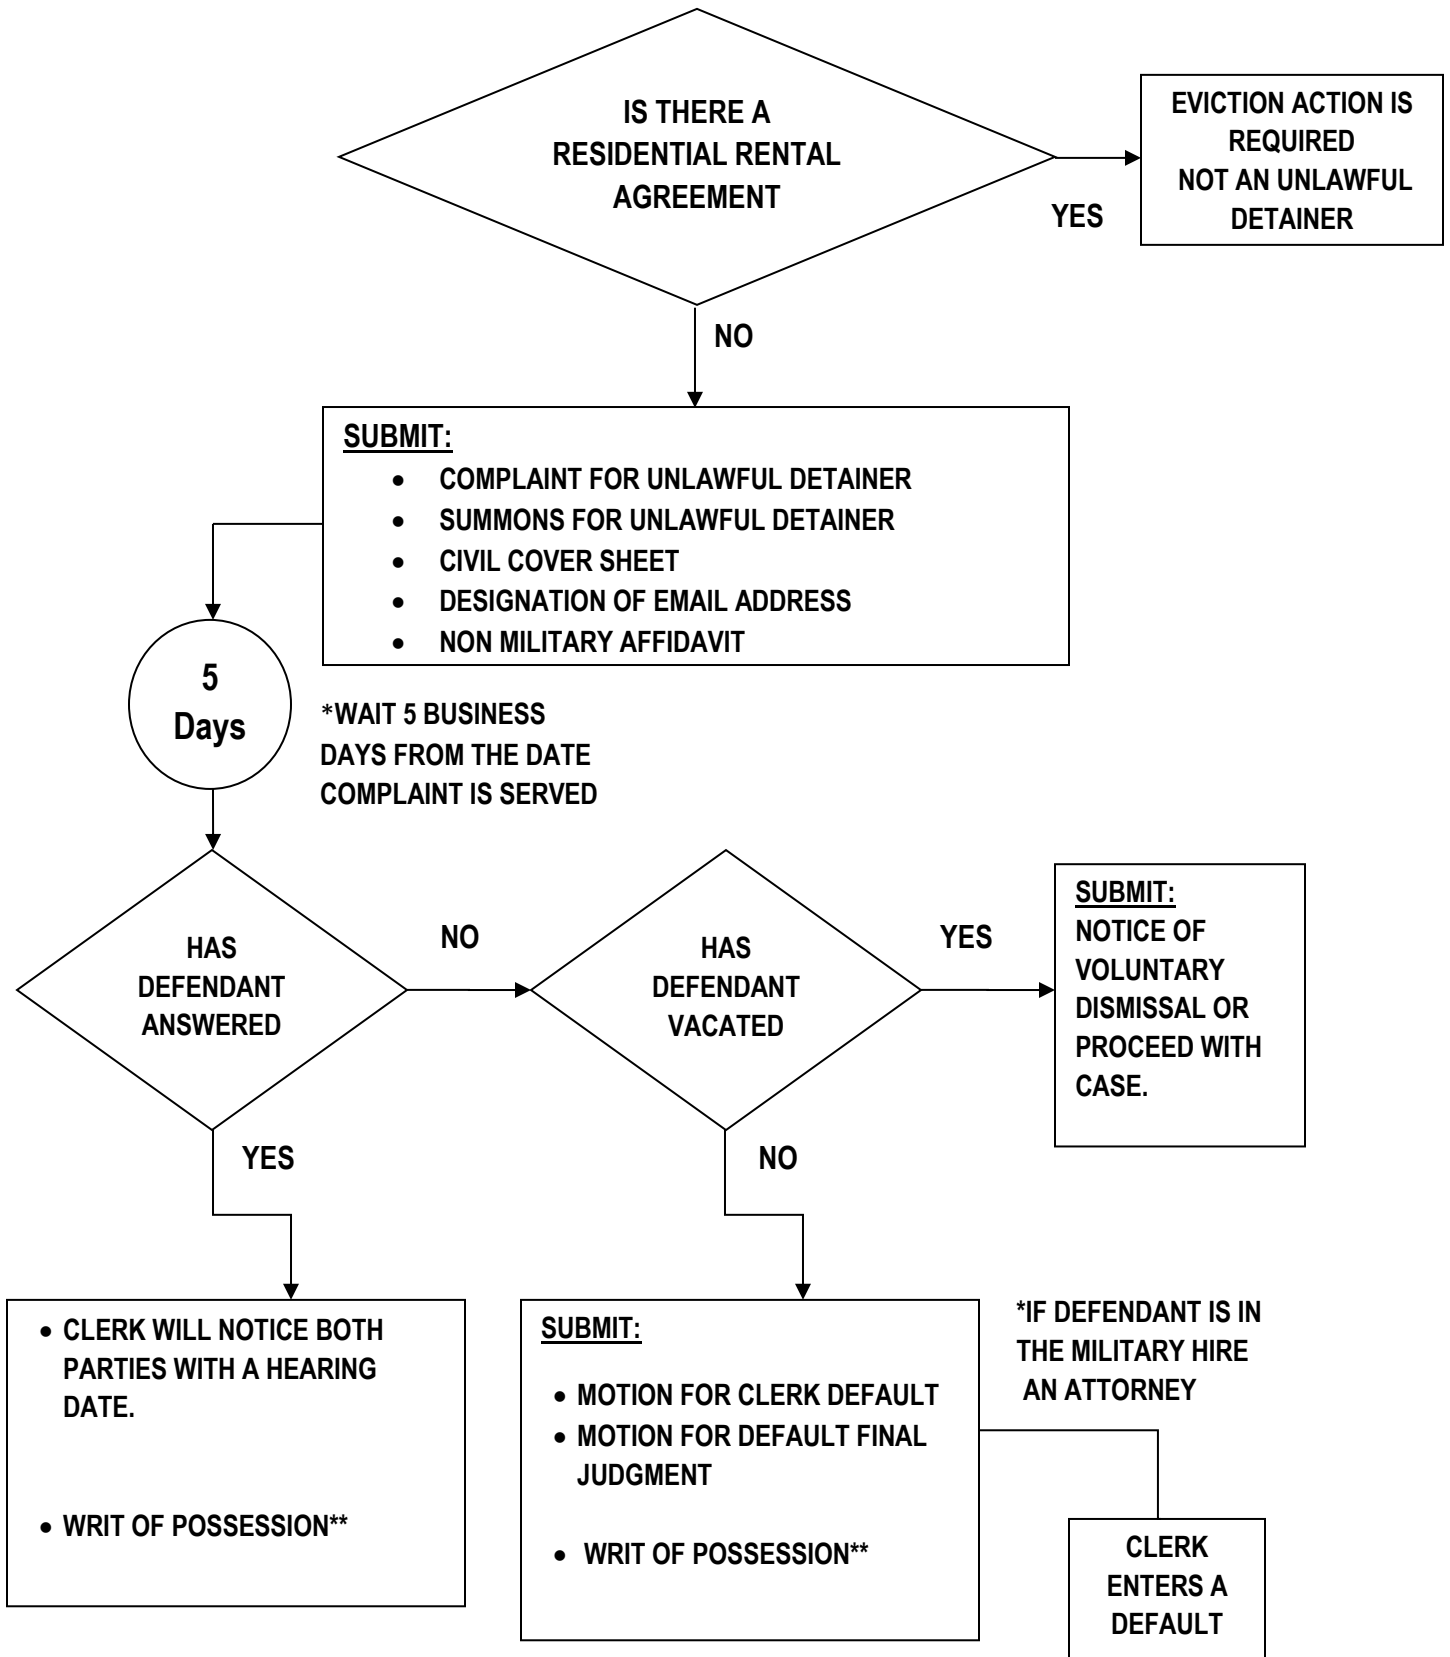 IS THERE A
RESIDENTIAL RENTAL
AGREEMENT
EVICTION ACTION IS
REQUIRED
NOT AN UNLAWFUL
DETAINER
YES
NO
SUBMIT:
• COMPLAINT FOR UNLAWFUL DETAINER
• SUMMONS FOR UNLAWFUL DETAINER
• CIVIL COVER SHEET
• DESIGNATION OF EMAIL ADDRESS
• NON MILITARY AFFIDAVIT
5
Days
*WAIT 5 BUSINESS
DAYS FROM THE DATE
COMPLAINT IS SERVED
HAS
DEFENDANT
ANSWERED
NO
HAS
DEFENDANT
VACATED
YES
SUBMIT:
NOTICE OF
VOLUNTARY
DISMISSAL OR
PROCEED WITH
CASE.
YES
NO
• CLERK WILL NOTICE BOTH
PARTIES WITH A HEARING
DATE.
• WRIT OF POSSESSION**
SUBMIT:
• MOTION FOR CLERK DEFAULT
• MOTION FOR DEFAULT FINAL
JUDGMENT
• WRIT OF POSSESSION**
*IF DEFENDANT IS IN
THE MILITARY HIRE
AN ATTORNEY
CLERK
ENTERS A
DEFAULT